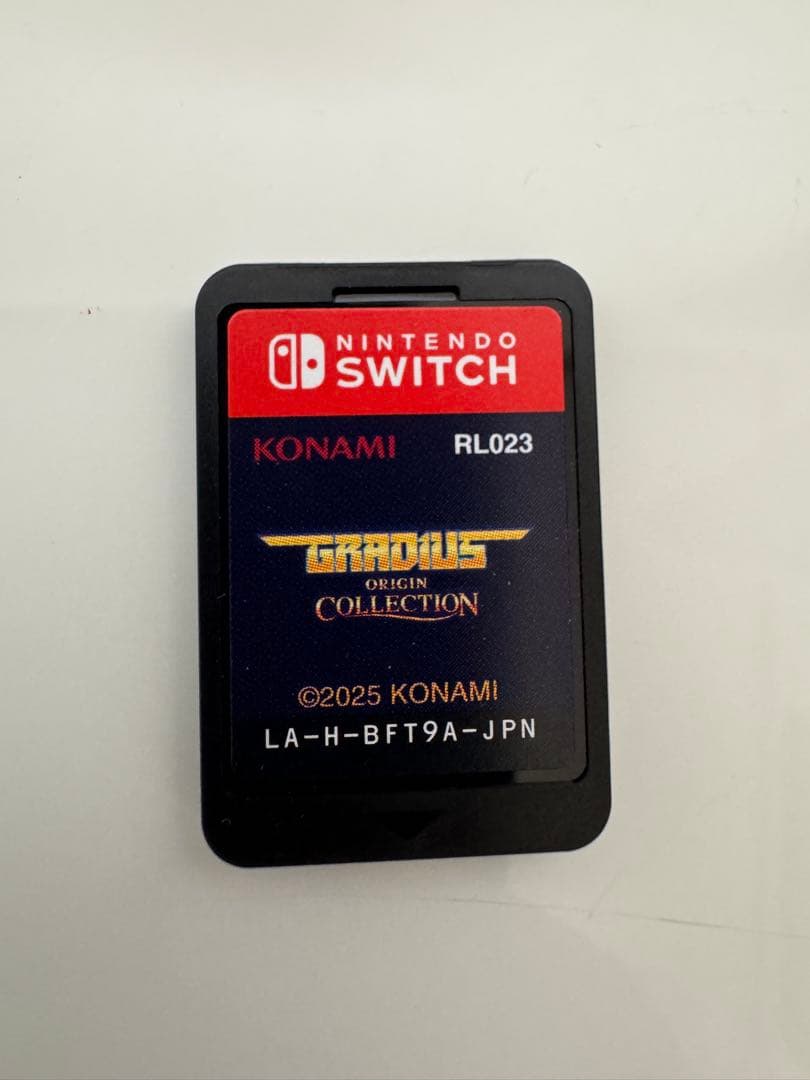 NINTENDO
SWITCH
KONAMI RL023
GRADIUS
ORIGIN
COLLECTION
©2025 KONAMI
LA-H-BFT9A-JPN